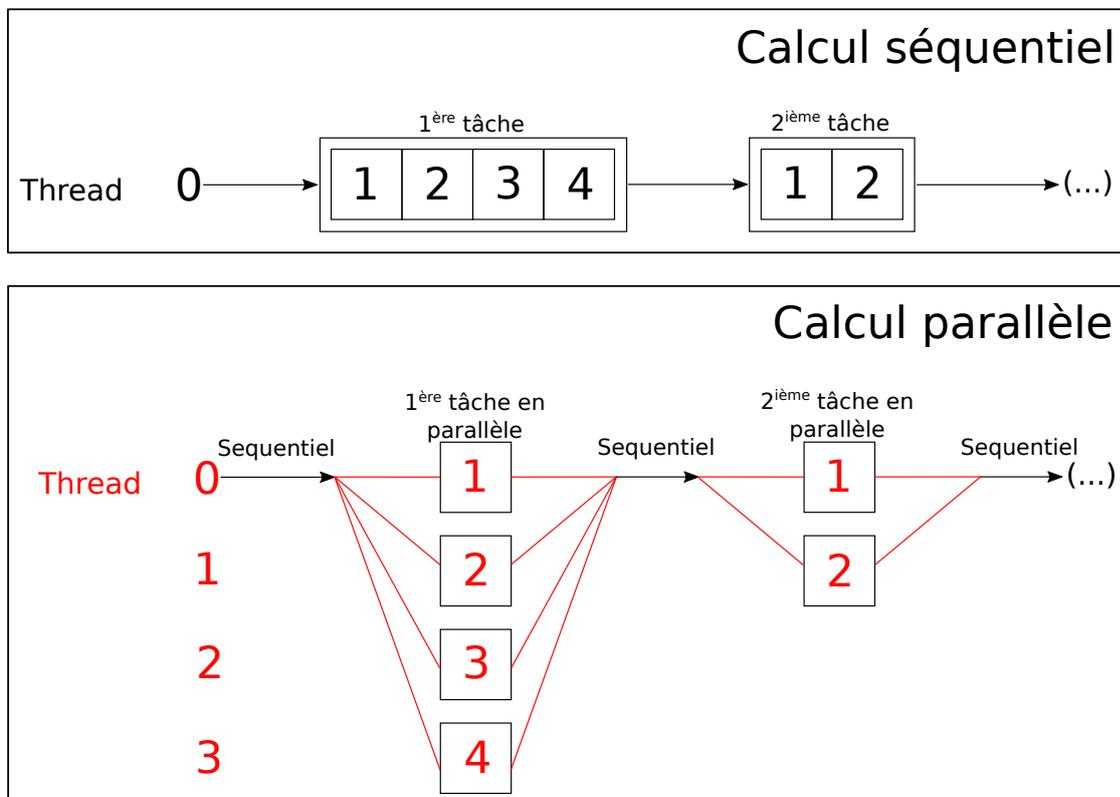 Calcul séquentiel
1ère tâche
2ième tâche
Thread 0 1 2 3 4 1 2 (...)
Calcul parallèle
1ère tâche en
parallèle
2ième tâche en
parallèle
Sequentiel
Sequentiel
Sequentiel
Thread 0 1 1 (...)
1 2 2
2 3
3 4